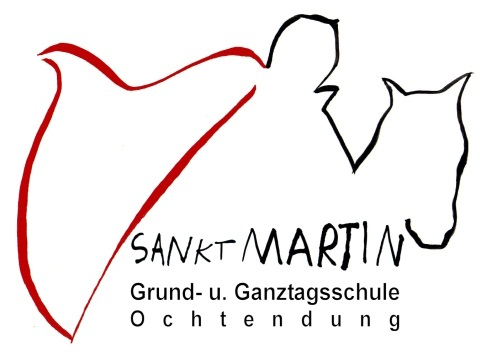 SANKT MARTIN
Grund- u. Ganztagsschule
Ochtendung